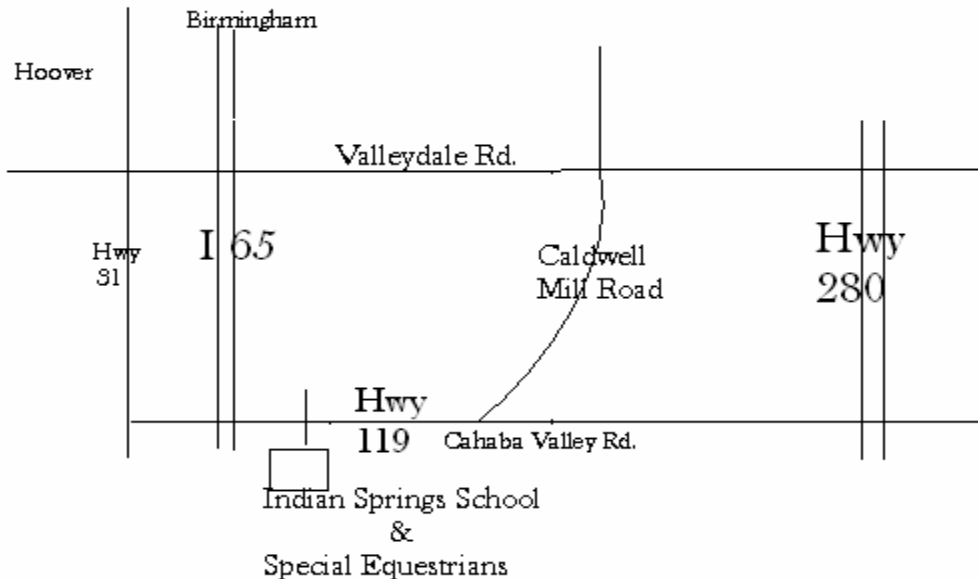 Birmingham
Hoover
Valleydale Rd.
Hwy
31
I 65
Caldwell
Mill Road
Hwy
280
Hwy
119
Cahaba Valley Rd.
Indian Springs School
&
Special Equestrians